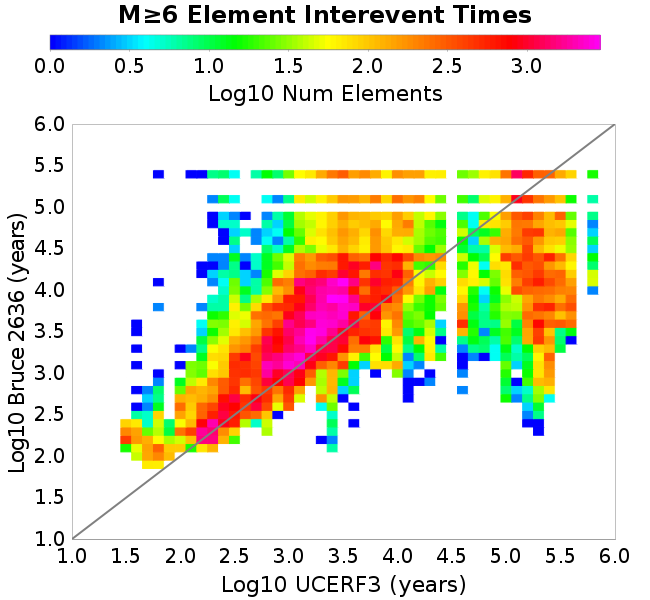 M≥6 Element Interevent Times
0.0 0.5 1.0 1.5 2.0 2.5 3.0
Log10 Num Elements
6.0
5.5
5.0
4.5
4.0
3.5
3.0
2.5
2.0
1.5
1.0
Log10 Bruce 2636 (years)
1.0 1.5 2.0 2.5 3.0 3.5 4.0 4.5 5.0 5.5 6.0
Log10 UCERF3 (years)